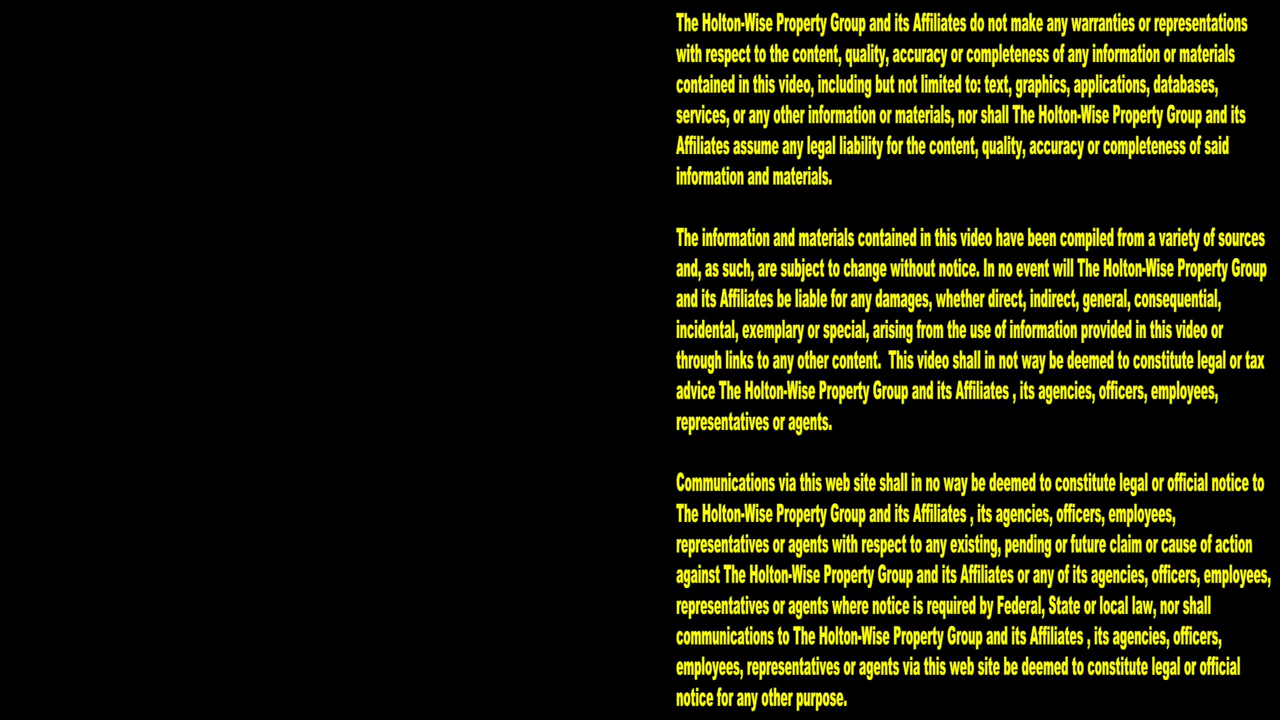 The Holton-Wise Property Group and its Affiliates do not make any warranties or representations
with respect to the content, quality, accuracy or completeness of any information or materials
contained in this video, including but not limited to: text, graphics, applications, databases,
services, or any other information or materials, nor shall The Holton-Wise Property Group and its
Affiliates assume any legal liability for the content, quality, accuracy or completeness of said
information and materials.
The information and materials contained in this video have been compiled from a variety of sources
and, as such, are subject to change without notice. In no event will The Holton-Wise Property Group
and its Affiliates be liable for any damages, whether direct, indirect, general, consequential,
incidental, exemplary or special, arising from the use of information provided in this video or
through links to any other content.  This video shall in not way be deemed to constitute legal or tax
advice The Holton-Wise Property Group and its Affiliates , its agencies, officers, employees,
representatives or agents.
Communications via this web site shall in no way be deemed to constitute legal or official notice to
The Holton-Wise Property Group and its Affiliates , its agencies, officers, employees,
representatives or agents with respect to any existing, pending or future claim or cause of action
against The Holton-Wise Property Group and its Affiliates or any of its agencies, officers, employees,
representatives or agents where notice is required by Federal, State or local law, nor shall
communications to The Holton-Wise Property Group and its Affiliates , its agencies, officers,
employees, representatives or agents via this web site be deemed to constitute legal or official
notice for any other purpose.